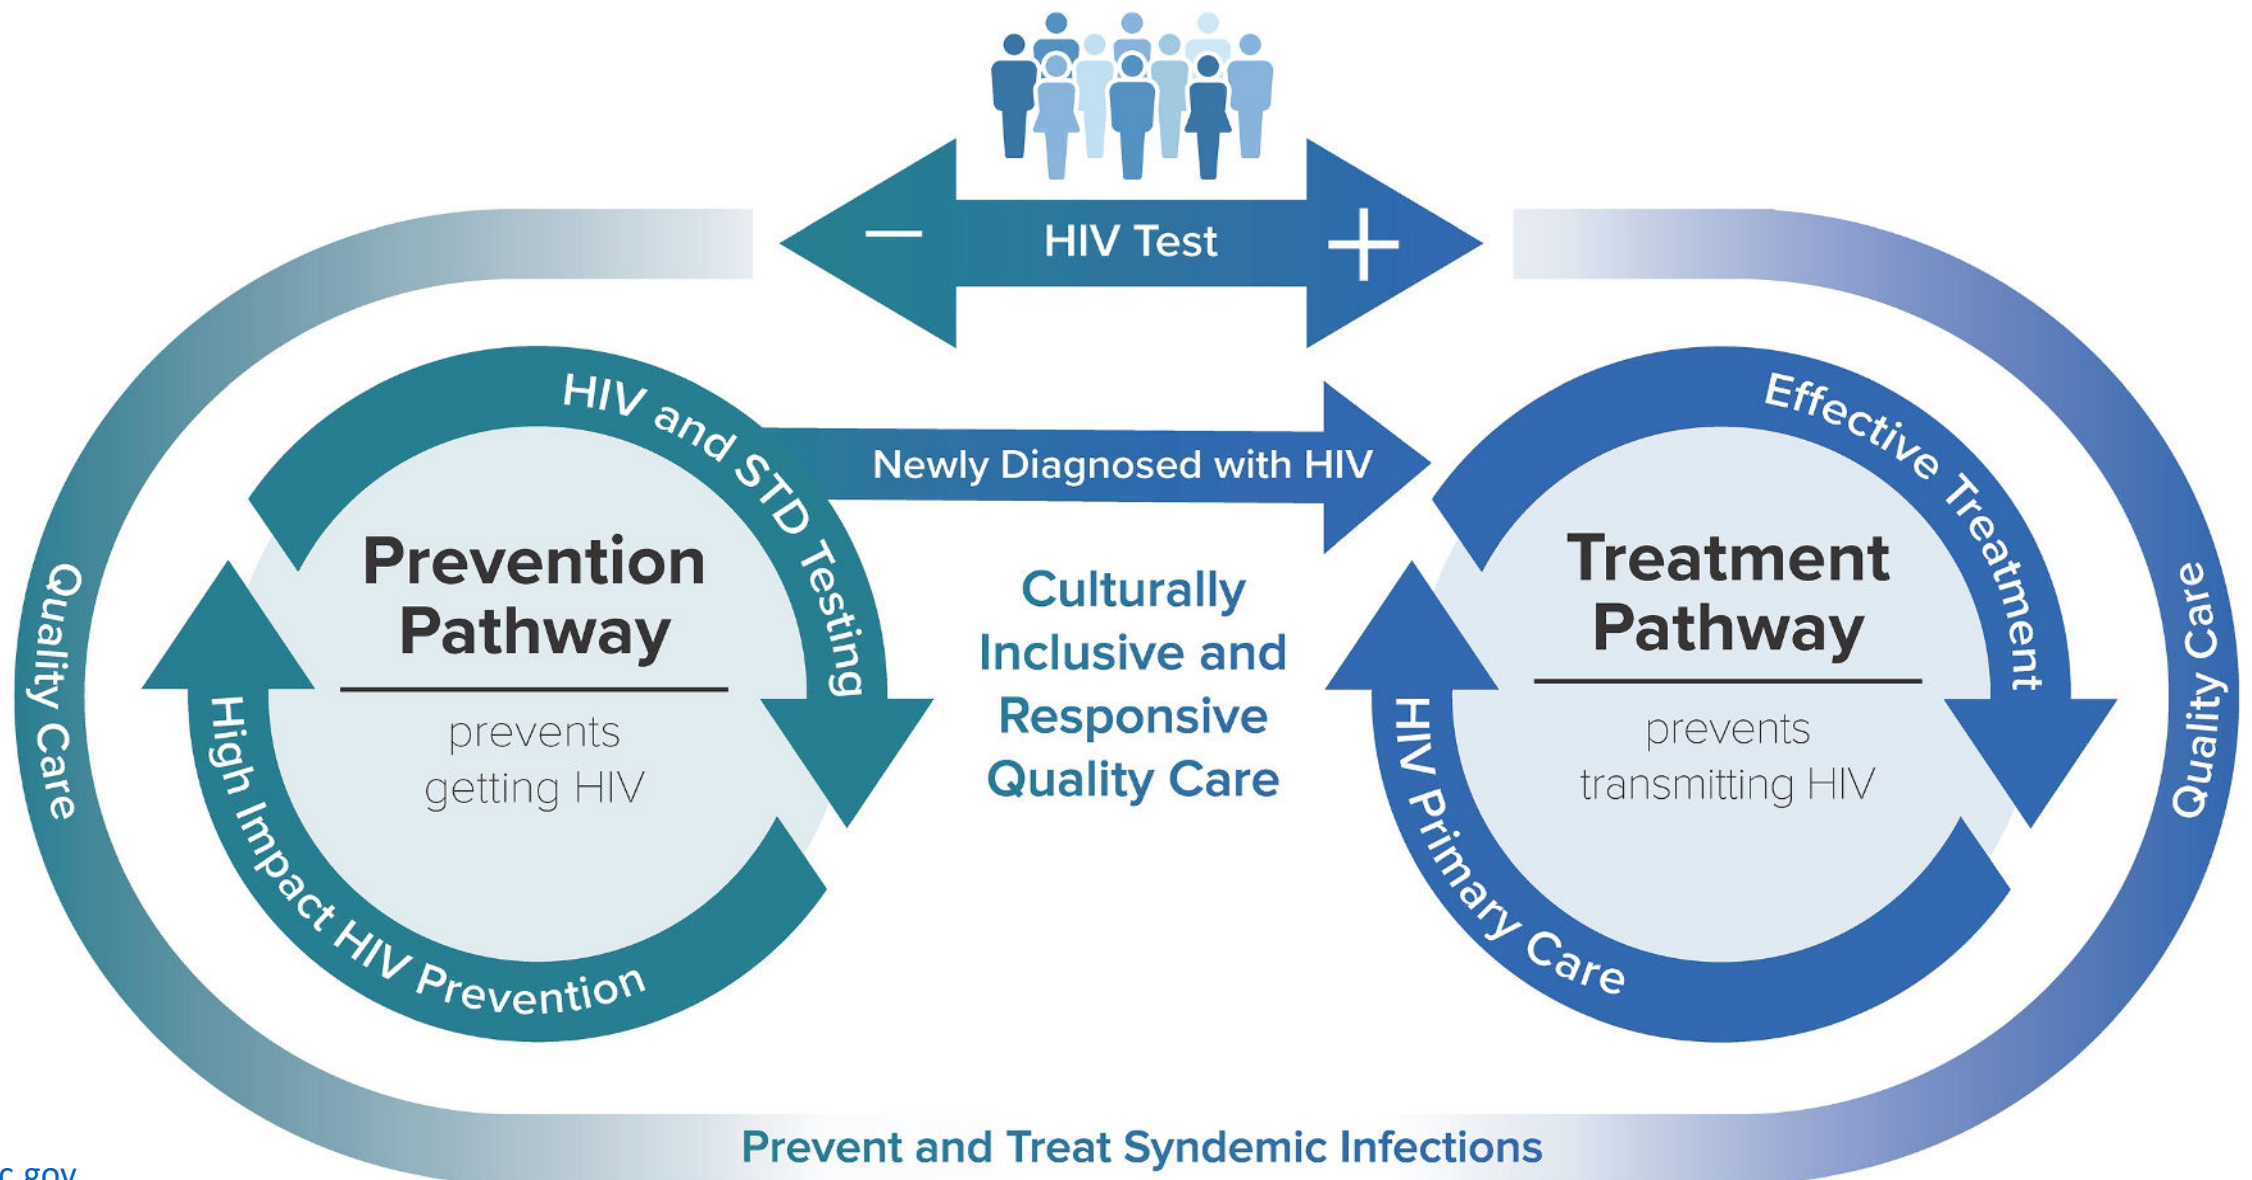 − HIV Test +
HIV and STD Testing
Newly Diagnosed with HIV
Effective Treatment
Prevention
Pathway
prevents
getting HIV
High Impact HIV Prevention
Quality Care
Culturally
Inclusive and
Responsive
Quality Care
Treatment
Pathway
prevents
transmitting HIV
HIV Primary Care
Quality Care
Prevent and Treat Syndemic Infections
c.gov